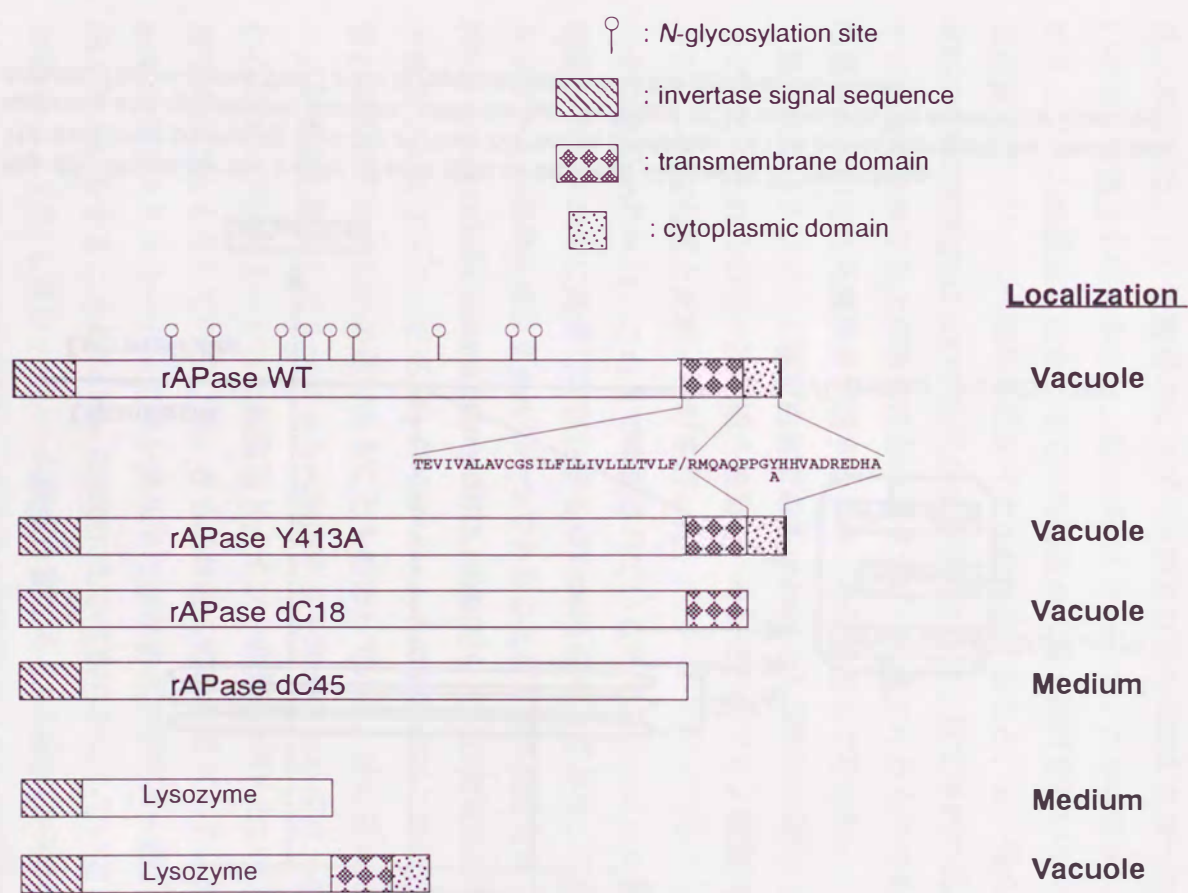 : N-glycosylation site
: invertase signal sequence
: transmembrane domain
: cytoplasmic domain
Localization
rAPase WT
Vacuole
TEVIVALAVCGSILFLLIVLLLTVLF/RMQAQPPGYHHVADREDHA
A
rAPase Y413A
Vacuole
rAPase dC18
Vacuole
rAPase dC45
Medium
Lysozyme
Medium
Lysozyme
Vacuole